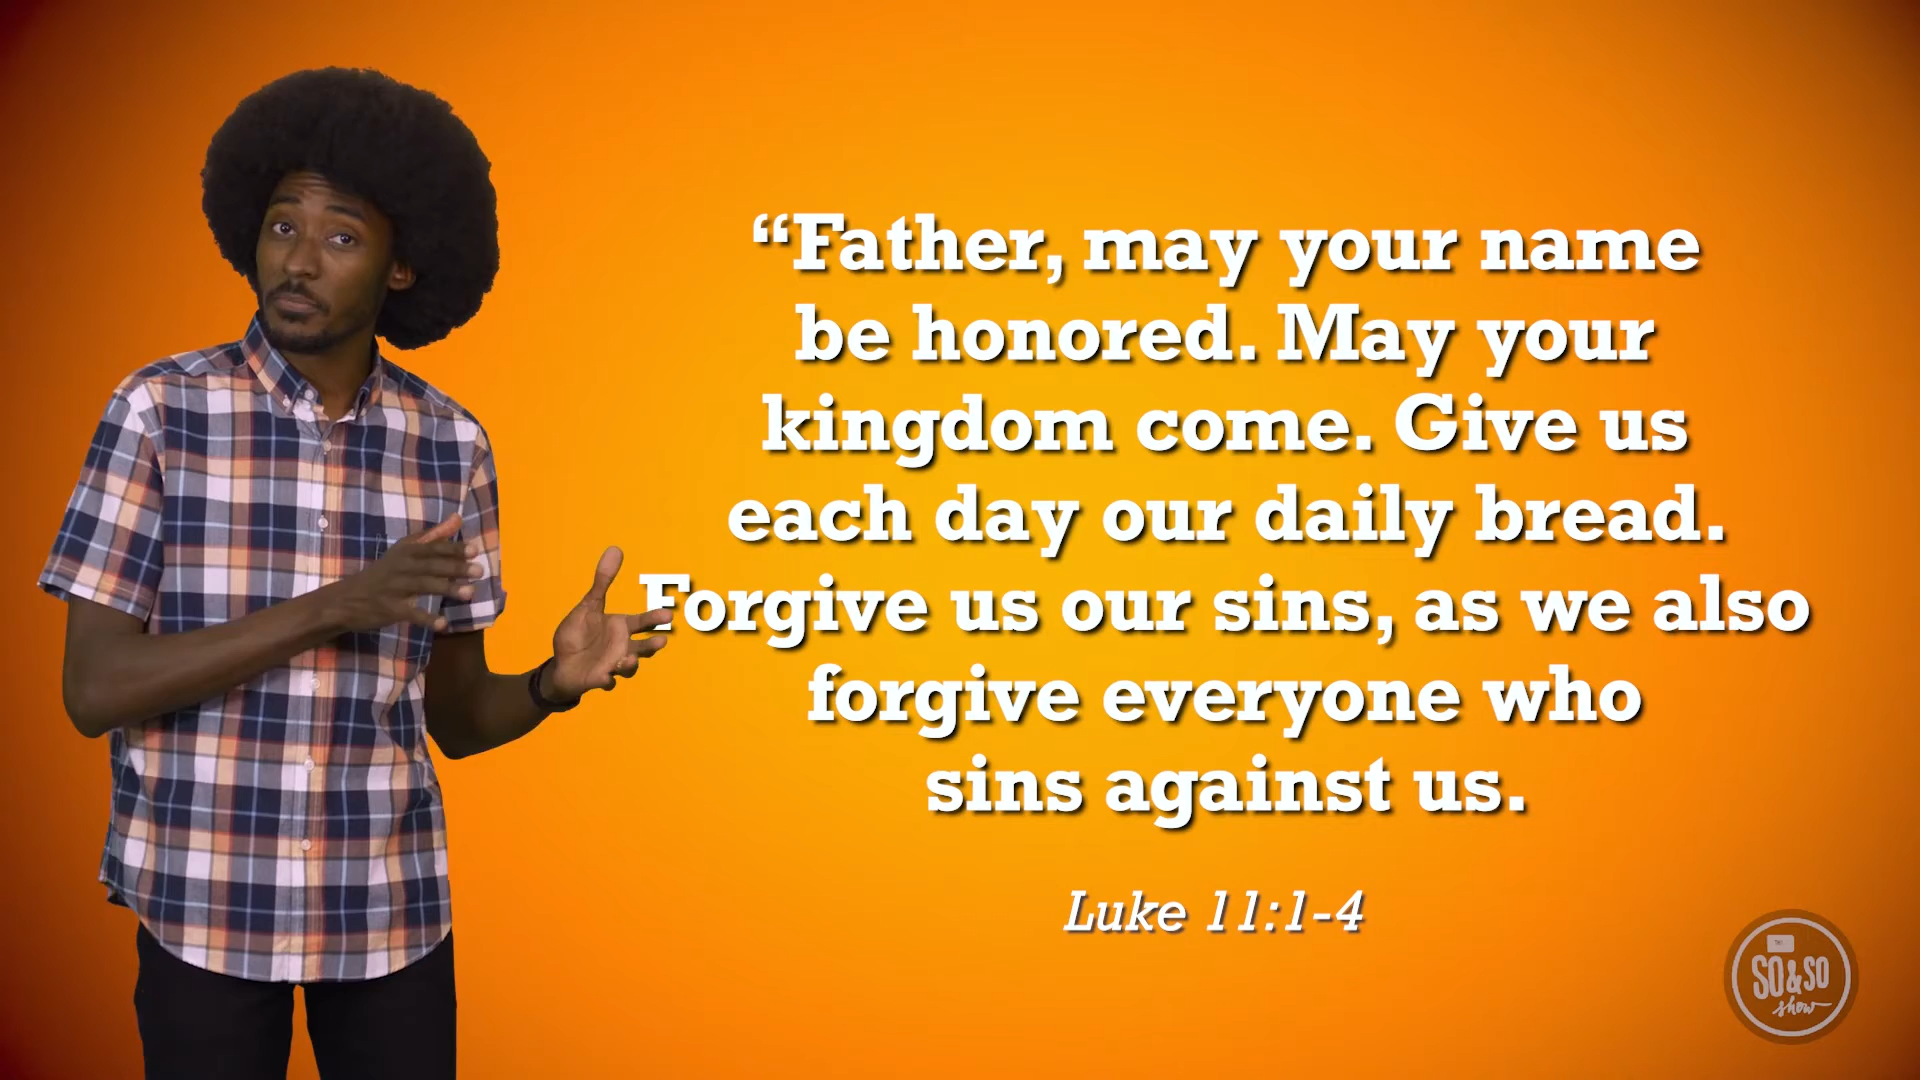 “Father, may your name
be honored. May your
kingdom come. Give us
each day our daily bread.
Forgive us our sins, as we also
forgive everyone who
sins against us.
Luke 11:1-4
SO&SO
show